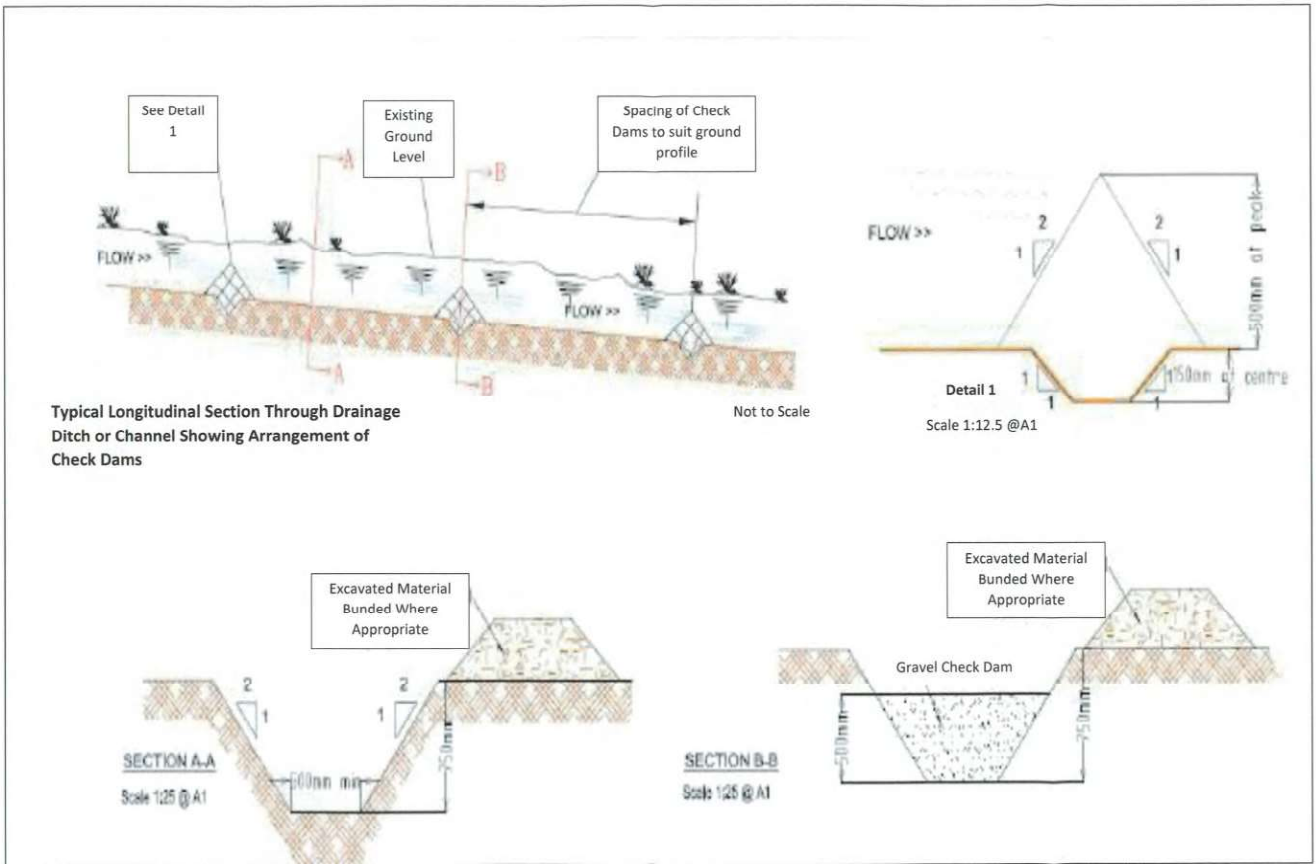 See Detail
1
Existing
Ground
Level
Spacing of Check
Dams to suit ground
profile
A
B
FLOW >>
FLOW >>
A
B
Typical Longitudinal Section Through Drainage
Ditch or Channel Showing Arrangement of
Check Dams
Not to Scale
FLOW >>
2
1
2
1
500mm at peak
1
1
1
1
150mm at centre
Detail 1
Scale 1:12.5 @A1
Excavated Material
Bunded Where
Appropriate
2
1
2
1
750mm
SECTION A-A
Scale 1:25 @ A1
mm min
Excavated Material
Bunded Where
Appropriate
Gravel Check Dam
500mm
750mm
SECTION B-B
Scale 1:25 @ A1